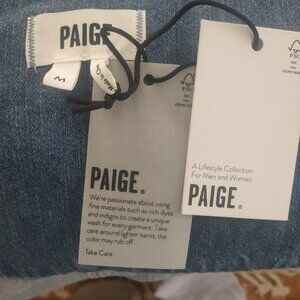 PAIGE
M
PAIGE®
We're passionate about using
fine materials such as rich dyes
and indigos to create a unique
wash for every garment. Take
care around lighter items, the
color may rub off.
Take Care
FSC
A Lifestyle Collection
For Men and Women
PAIGE®